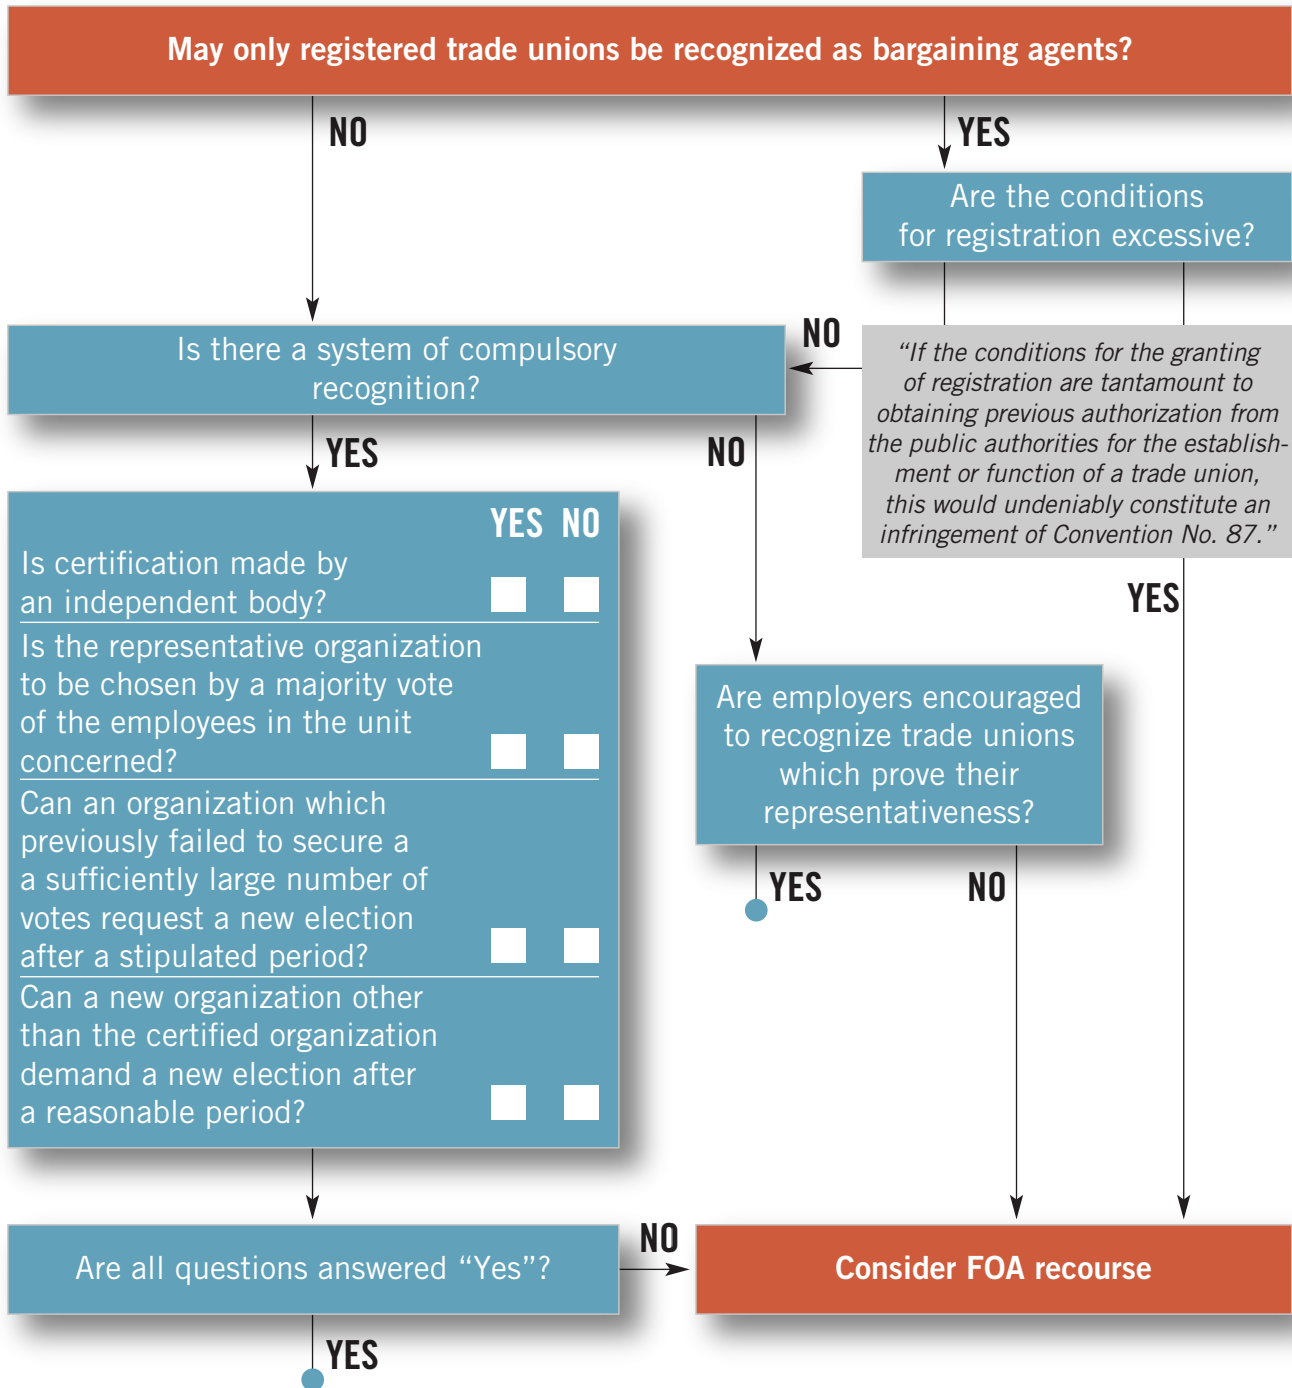 May only registered trade unions be recognized as bargaining agents?
NO
YES
Are the conditions
for registration excessive?
Is there a system of compulsory
recognition?
NO
“If the conditions for the granting
of registration are tantamount to
obtaining previous authorization from
the public authorities for the establish-
ment or function of a trade union,
this would undeniably constitute an
infringement of Convention No. 87.”
YES
NO
YES
YES NO
Is certification made by
an independent body?
Is the representative organization
to be chosen by a majority vote
of the employees in the unit
concerned?
Can an organization which
previously failed to secure a
a sufficiently large number of
votes request a new election
after a stipulated period?
Can a new organization other
than the certified organization
demand a new election after
a reasonable period?
Are employers encouraged
to recognize trade unions
which prove their
representativeness?
YES
NO
Are all questions answered “Yes”?
NO
Consider FOA recourse
YES